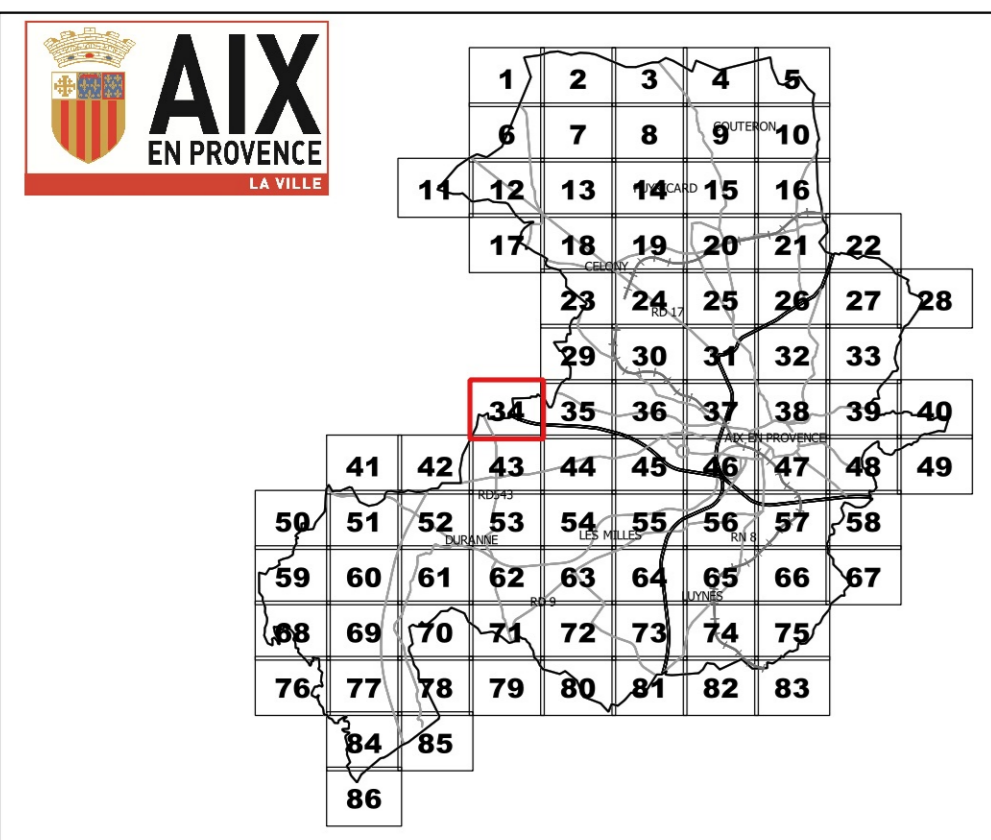 AIX
EN PROVENCE
LA VILLE
1 2 3 4 5
COUTERON
6 7 8 9 10
PUYRICARD
11 12 13 14 15 16
17 18 19 20 21 22
CELONY
23 24 25 26 27 28
RD 17
29 30 31 32 33
34 35 36 37 38 39 40
AIX EN PROVENCE
41 42 43 44 45 46 47 48 49
RD543
50 51 52 53 54 55 56 57 58
DURANNE LES MILLES RN 8
59 60 61 62 63 64 65 66 67
RD 9 LUYNES
68 69 70 71 72 73 74 75
76 77 78 79 80 81 82 83
84 85
86